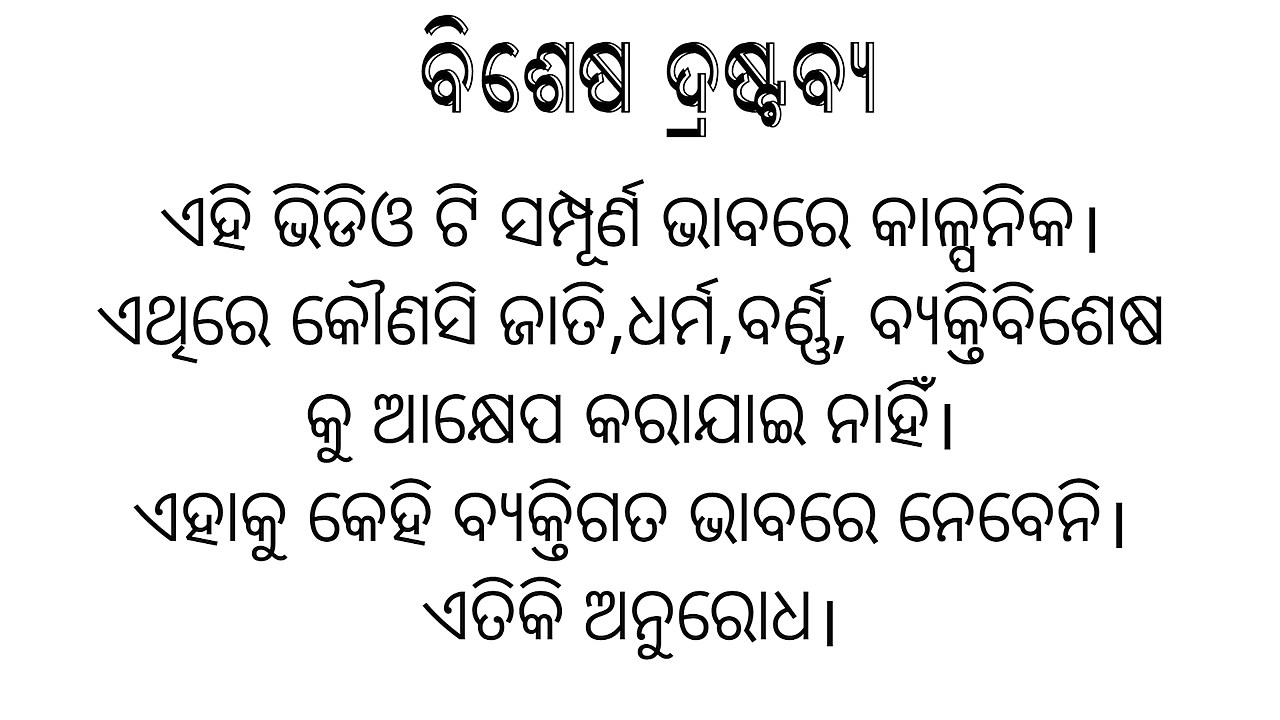 ବିଶେଷ ଦ୍ରଷ୍ଟବ୍ୟ
ଏହି ଭିଡିଓ ଟି ସମ୍ପୂର୍ଣ ଭାବରେ କାଳ୍ପନିକ।
ଏଥିରେ କୌଣସି ଜାତି,ଧର୍ମ,ବର୍ଣ୍ଣ, ବ୍ୟକ୍ତିବିଶେଷ
କୁ ଆକ୍ଷେପ କରାଯାଇ ନାହିଁ।
ଏହାକୁ କେହି ବ୍ୟକ୍ତିଗତ ଭାବରେ ନେବେନି।
ଏତିକି ଅନୁରୋଧ।